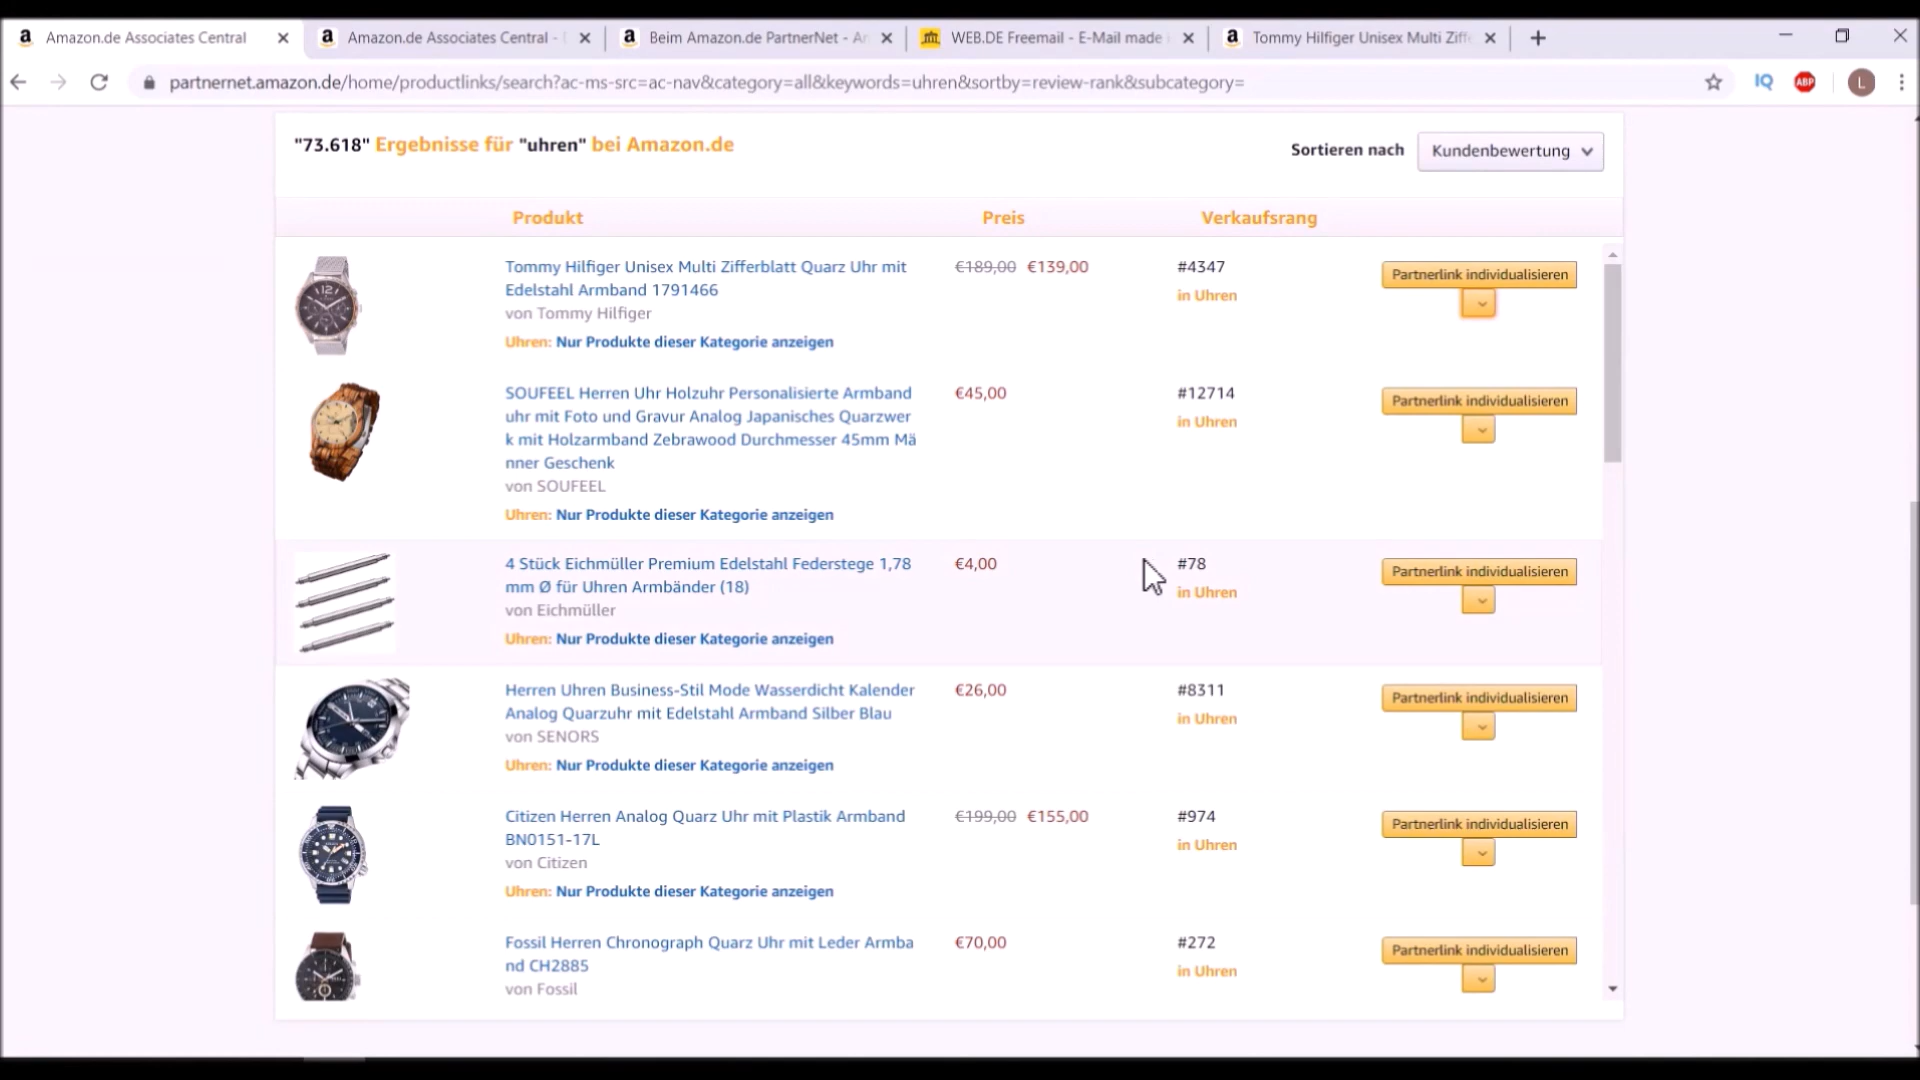 Amazon.de Associates Central
Amazon.de Associates Central -
Beim Amazon.de PartnerNet - An
WEB.DE Freemail - E-Mail made
Tommy Hilfiger Unisex Multi Ziff
partnernet.amazon.de/home/productlinks/search?ac-ms-src=ac-nav&category=all&keywords=uhren&sortby=review-rank&subcategory=
IQ
ABP
L
"73.618" Ergebnisse für "uhren" bei Amazon.de
Sortieren nach Kundenbewertung
Produkt Preis Verkaufsrang
Tommy Hilfiger Unisex Multi Zifferblatt Quarz Uhr mit €189,00 €139,00 #4347 Partnerlink individualisieren
Edelstahl Armband 1791466 in Uhren
von Tommy Hilfiger
Uhren: Nur Produkte dieser Kategorie anzeigen
SOUFEEL Herren Uhr Holzuhr Personalisierte Armband €45,00 #12714 Partnerlink individualisieren
uhr mit Foto und Gravur Analog Japanisches Quarzwer in Uhren
k mit Holzarmband Zebrawood Durchmesser 45mm Mä
nner Geschenk
von SOUFEEL
Uhren: Nur Produkte dieser Kategorie anzeigen
4 Stück Eichmüller Premium Edelstahl Federstege 1,78 €4,00 #78 Partnerlink individualisieren
mm Ø für Uhren Armbänder (18) in Uhren
von Eichmüller
Uhren: Nur Produkte dieser Kategorie anzeigen
Herren Uhren Business-Stil Mode Wasserdicht Kalender €26,00 #8311 Partnerlink individualisieren
Analog Quarzuhr mit Edelstahl Armband Silber Blau in Uhren
von SENORS
Uhren: Nur Produkte dieser Kategorie anzeigen
Citizen Herren Analog Quarz Uhr mit Plastik Armband €199,00 €155,00 #974 Partnerlink individualisieren
BN0151-17L in Uhren
von Citizen
Uhren: Nur Produkte dieser Kategorie anzeigen
Fossil Herren Chronograph Quarz Uhr mit Leder Armba €70,00 #272 Partnerlink individualisieren
nd CH2885 in Uhren
von Fossil